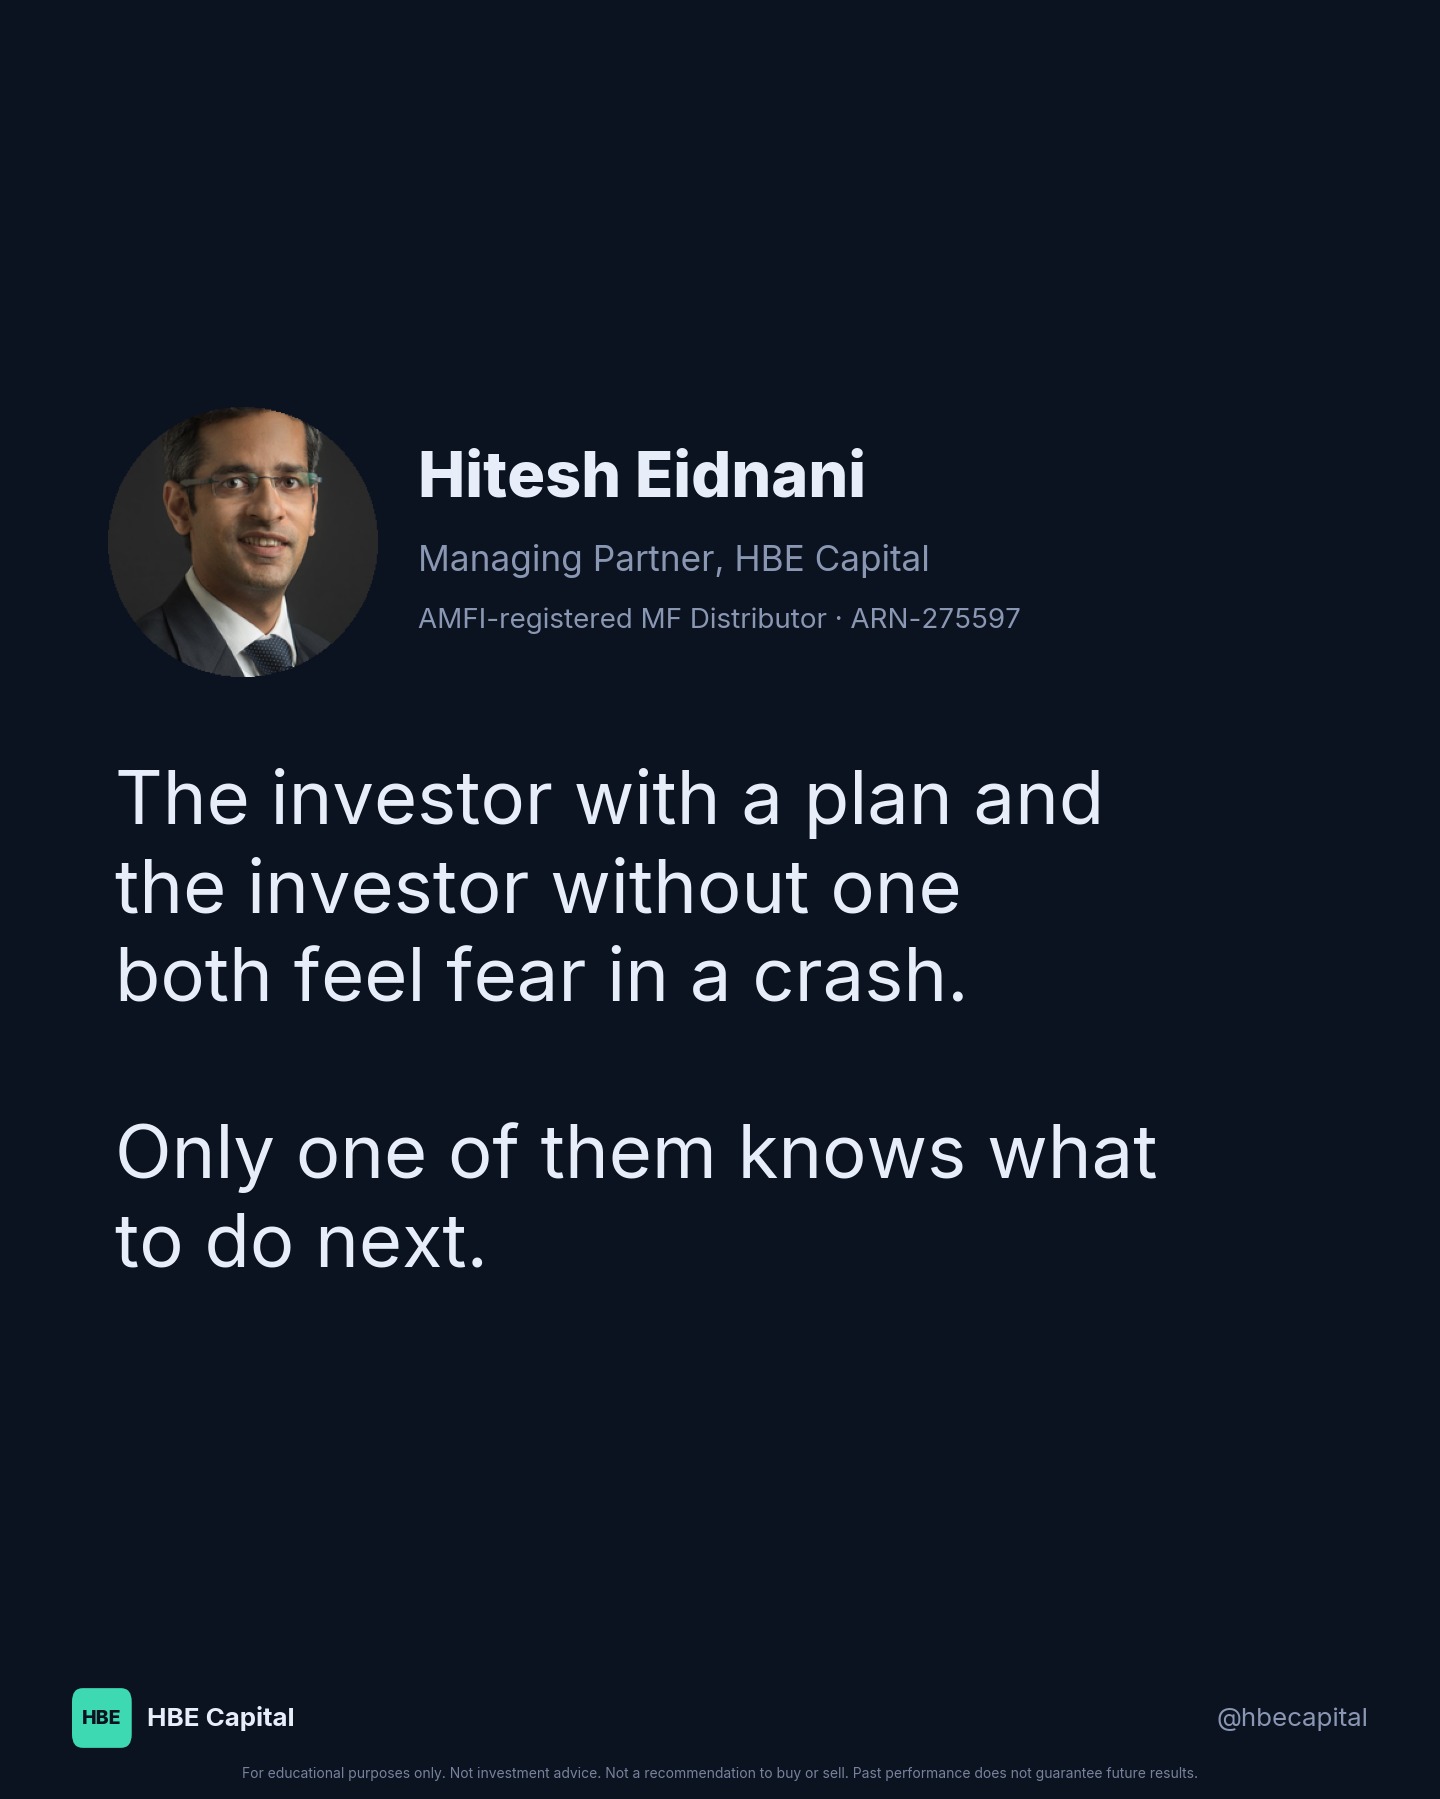 Hitesh Eidnani
Managing Partner, HBE Capital
AMFI-registered MF Distributor · ARN-275597
The investor with a plan and
the investor without one
both feel fear in a crash.
Only one of them knows what
to do next.
HBE HBE Capital
@hbecapital
For educational purposes only. Not investment advice. Not a recommendation to buy or sell. Past performance does not guarantee future results.